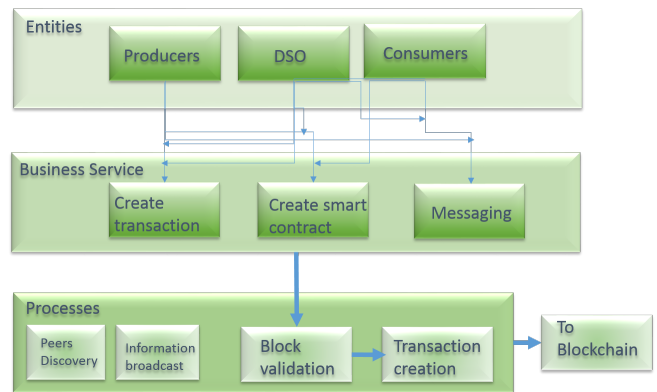 Entities
Producers
DSO
Consumers
Business Service
Create
transaction
Create smart
contract
Messaging
Processes
Peers
Discovery
Information
broadcast
Block
validation
Transaction
creation
To
Blockchain